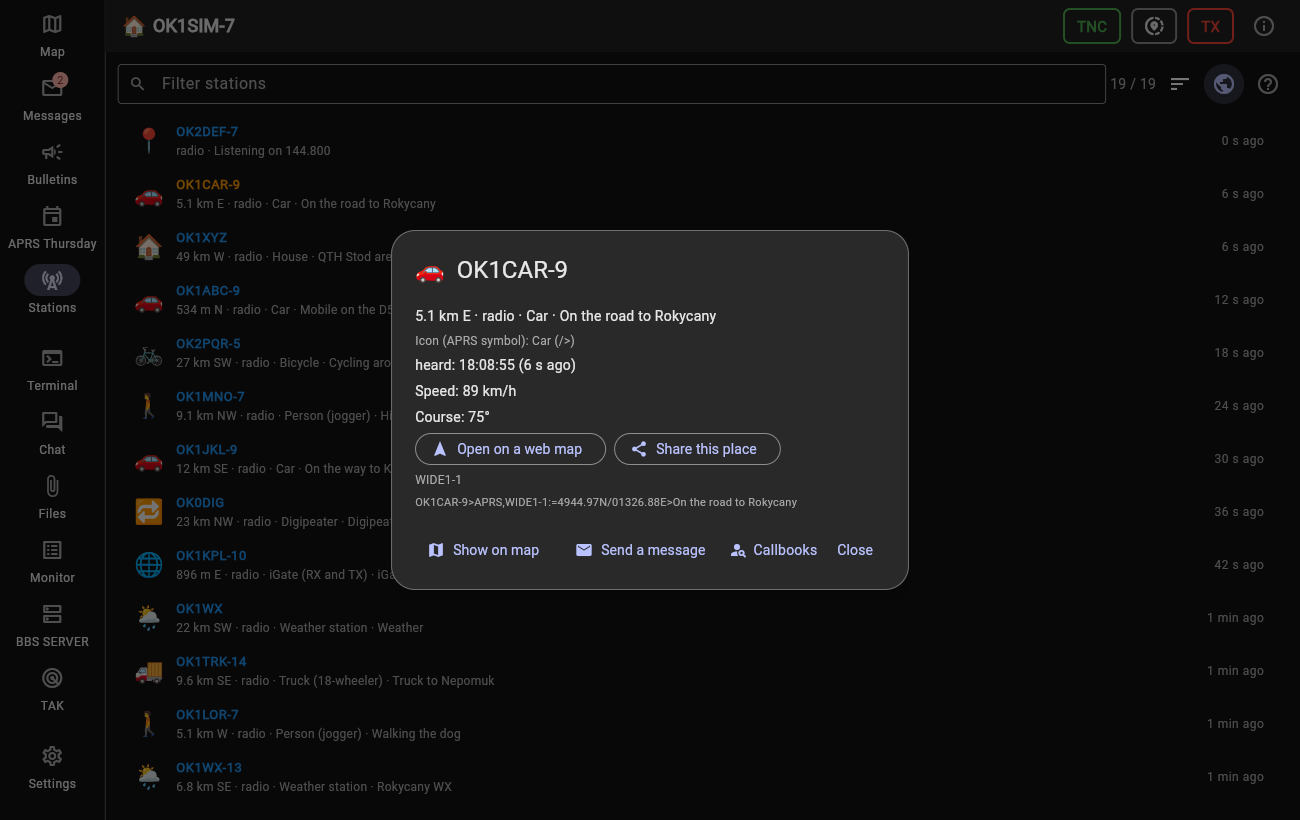 OK1SIM-7
TNC
TX
Map
2
Messages
Bulletins
APRS Thursday
Stations
Terminal
Chat
Files
Monitor
BBS SERVER
TAK
Settings
Filter stations
19 / 19
OK2DEF-7
radio · Listening on 144.800
0 s ago
OK1CAR-9
5.1 km E · radio · Car · On the road to Rokycany
6 s ago
OK1XYZ
49 km W · radio · House · QTH Stod are
6 s ago
OK1ABC-9
534 m N · radio · Car · Mobile on the D5
12 s ago
OK2PQR-5
27 km SW · radio · Bicycle · Cycling aro
18 s ago
OK1MNO-7
9.1 km NW · radio · Person (jogger) · Hi
24 s ago
OK1JKL-9
12 km SE · radio · Car · On the way to K
30 s ago
OK0DIG
23 km NW · radio · Digipeater · Digipea
36 s ago
OK1KPL-10
896 m E · radio · iGate (RX and TX) · iGa
42 s ago
OK1WX
22 km SW · radio · Weather station · Weather
1 min ago
OK1TRK-14
9.6 km SE · radio · Truck (18-wheeler) · Truck to Nepomuk
1 min ago
OK1LOR-7
5.1 km W · radio · Person (jogger) · Walking the dog
1 min ago
OK1WX-13
6.8 km SE · radio · Weather station · Rokycany WX
1 min ago
OK1CAR-9
5.1 km E · radio · Car · On the road to Rokycany
Icon (APRS symbol): Car (/>)
heard: 18:08:55 (6 s ago)
Speed: 89 km/h
Course: 75°
Open on a web map
Share this place
WIDE1-1
OK1CAR-9>APRS,WIDE1-1:=4944.97N/01326.88E>On the road to Rokycany
Show on map
Send a message
Callbooks
Close